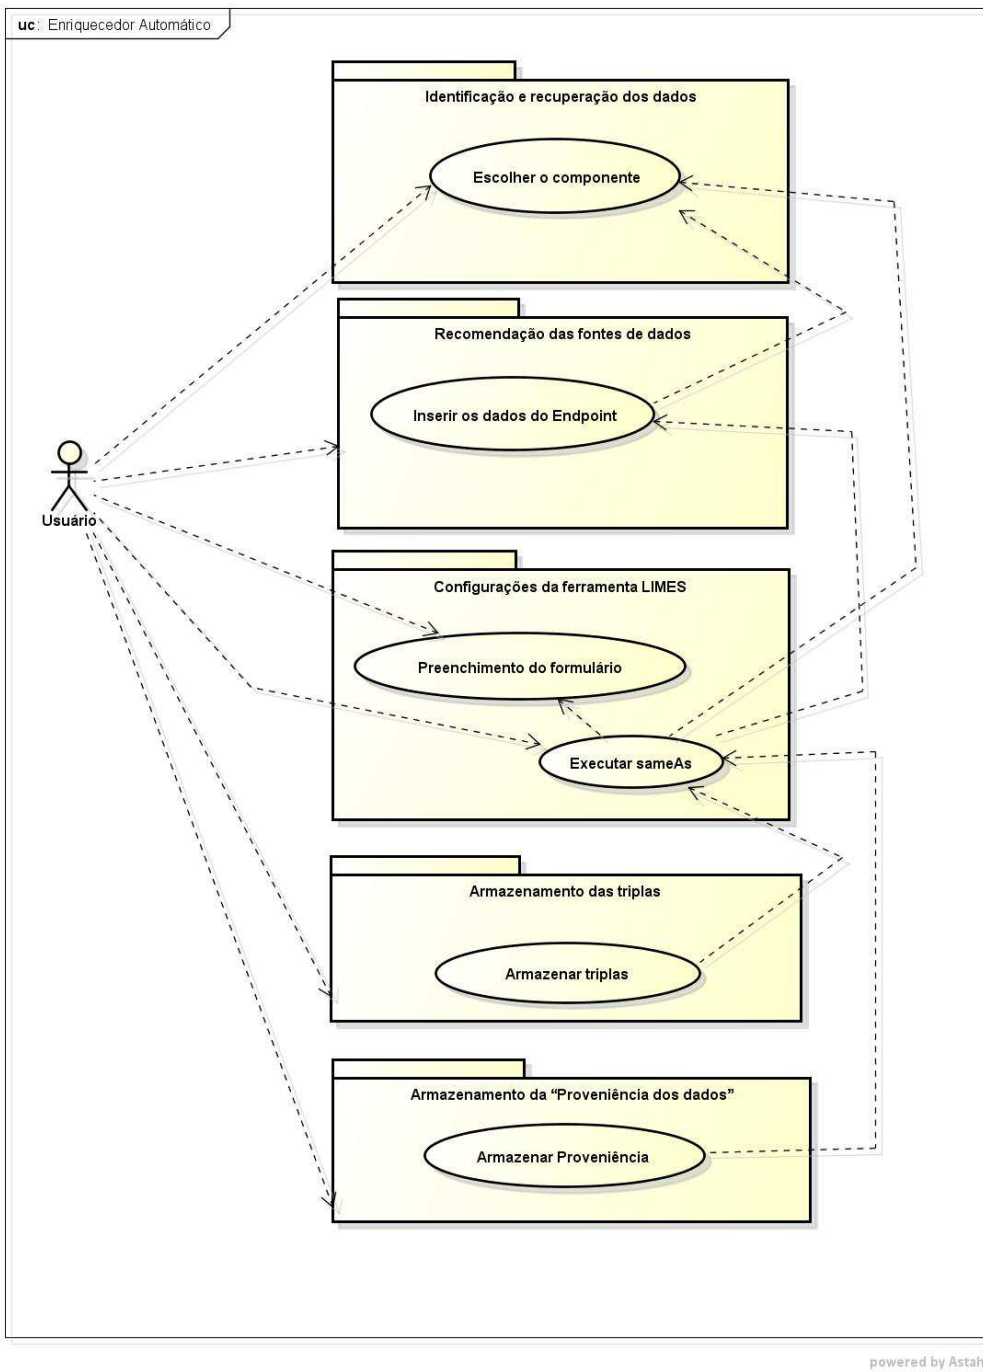 uc: Enriquecedor Automático
Identificação e recuperação dos dados
Escolher o componente
Recomendação das fontes de dados
Inserir os dados do Endpoint
Usuário
Configurações da ferramenta LIMES
Preenchimento do formulário
Executar sameAs
Armazenamento das triplas
Armazenar triplas
Armazenamento da “Proveniência dos dados”
Armazenar Proveniência
powered by Astah